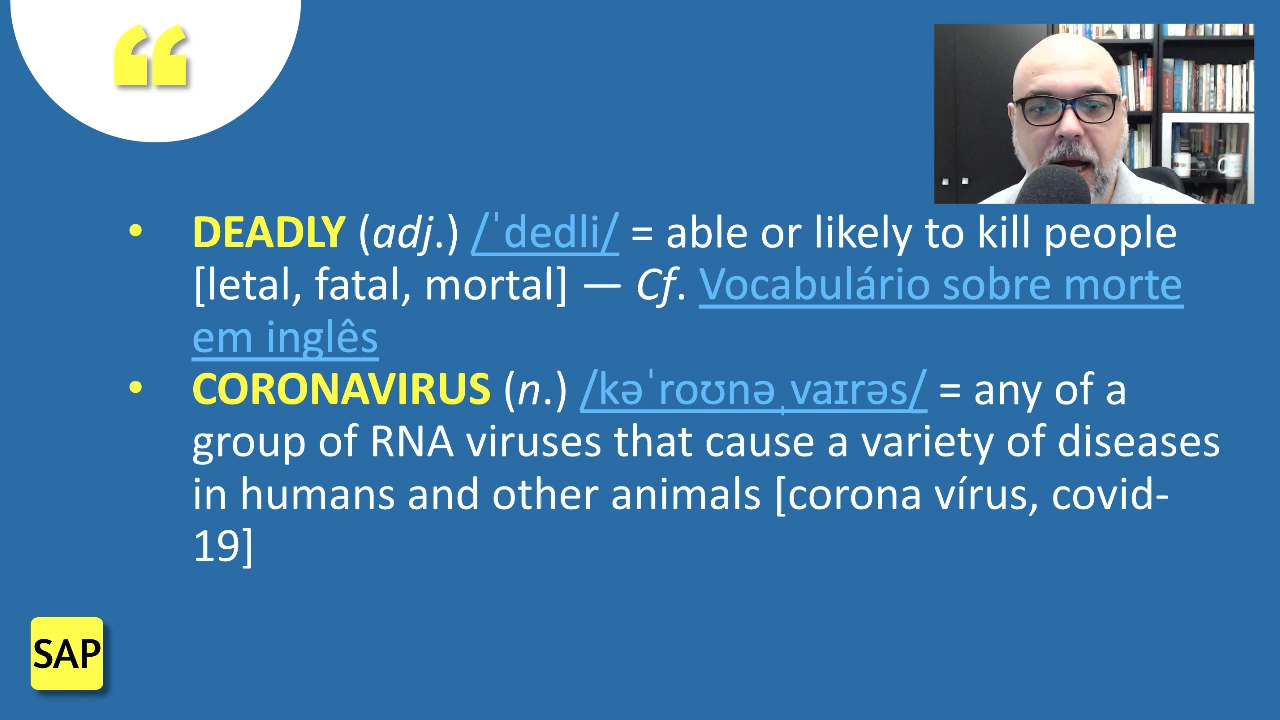 “
DEADLY (adj.) /ˈdedli/ = able or likely to kill people
[letal, fatal, mortal] — Cf. Vocabulário sobre morte
em inglês
CORONAVIRUS (n.) /kəˈroʊnəˌvaɪrəs/ = any of a
group of RNA viruses that cause a variety of diseases
in humans and other animals [corona vírus, covid-
19]
SAP